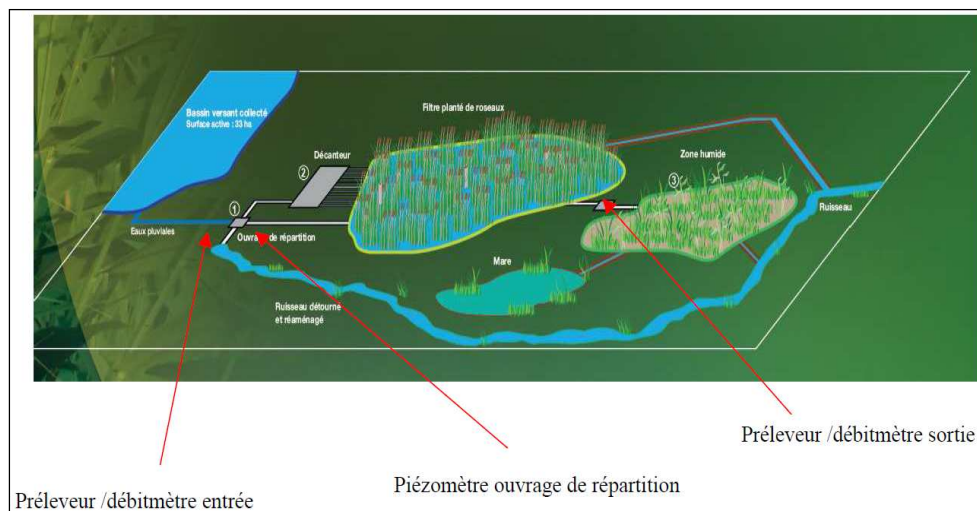 Bassin versant collecté
Surface active : 33 ha
Filtre planté de roseaux
Décanteur
②
Zone humide
③
①
Eaux pluviales
Ouvrage de répartition
Ruisseau
Mare
Ruisseau détourné
et réaménagé
Préleveur /débitmètre sortie
Piézomètre ouvrage de répartition
Préleveur /débitmètre entrée